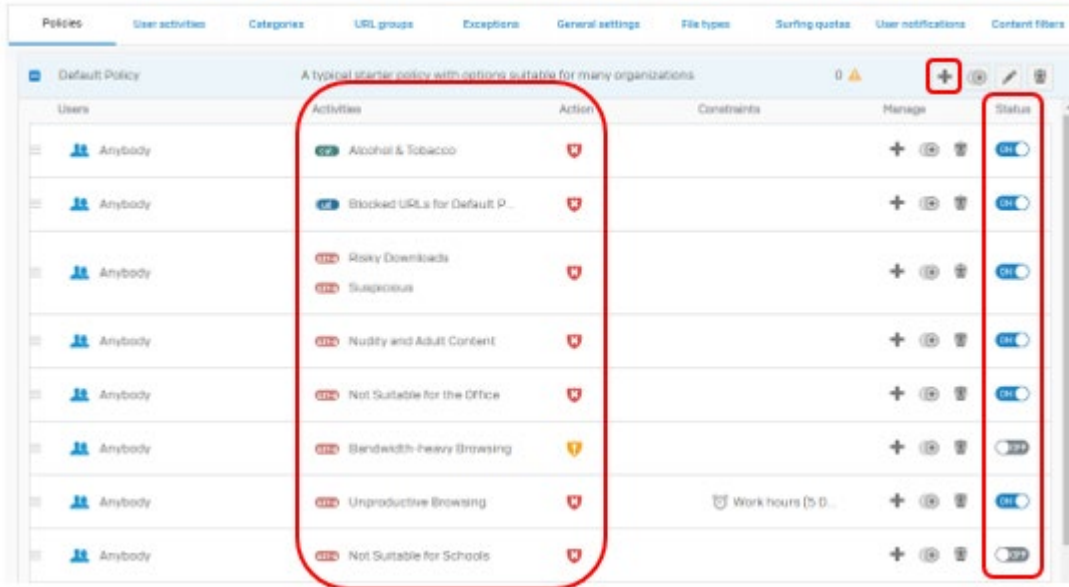 Policies User activities Categories URL groups Exceptions General settings File types Surfing quotas User notifications Content filters
Default Policy A typical starter policy with options suitable for many organizations 0
Users Activities Action Constraints Manage Status
Anybody Alcohol & Tobacco ON
Anybody Blocked URLs for Default P... ON
Risky Downloads
Anybody ON
Suspicious
Anybody Nudity and Adult Content ON
Anybody Not Suitable for the Office ON
Anybody Bandwidth-heavy Browsing OFF
Anybody Unproductive Browsing Work hours (5 D... ON
Anybody Not Suitable for Schools OFF